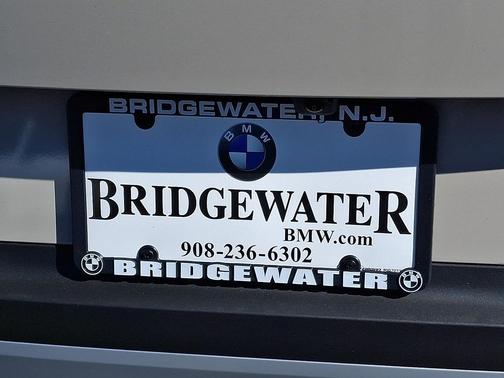 BRIDGEWATER, N.J.
BMW
BRIDGEWATER
BMW.com
908-236-6302
BRIDGEWATER